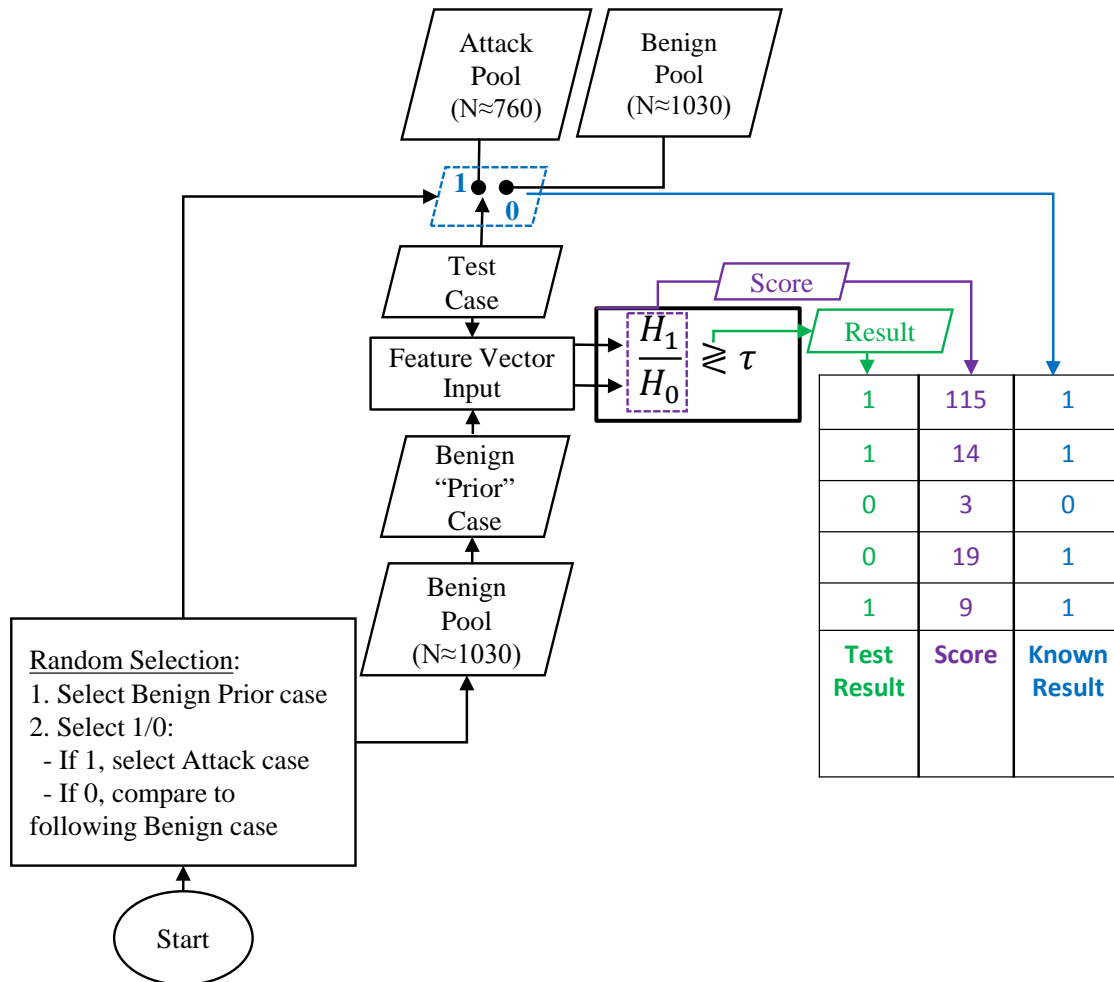 Attack
Pool
(N≈760)
Benign
Pool
(N≈1030)
1
0
Test
Case
Score
Feature Vector
Input
H₁
H₀
≷ τ
Result
Benign
“Prior”
Case
Benign
Pool
(N≈1030)
Random Selection:
1. Select Benign Prior case
2. Select 1/0:
- If 1, select Attack case
- If 0, compare to
following Benign case
Start
1 115 1
1 14 1
0 3 0
0 19 1
1 9 1
Test Score Known
Result Result